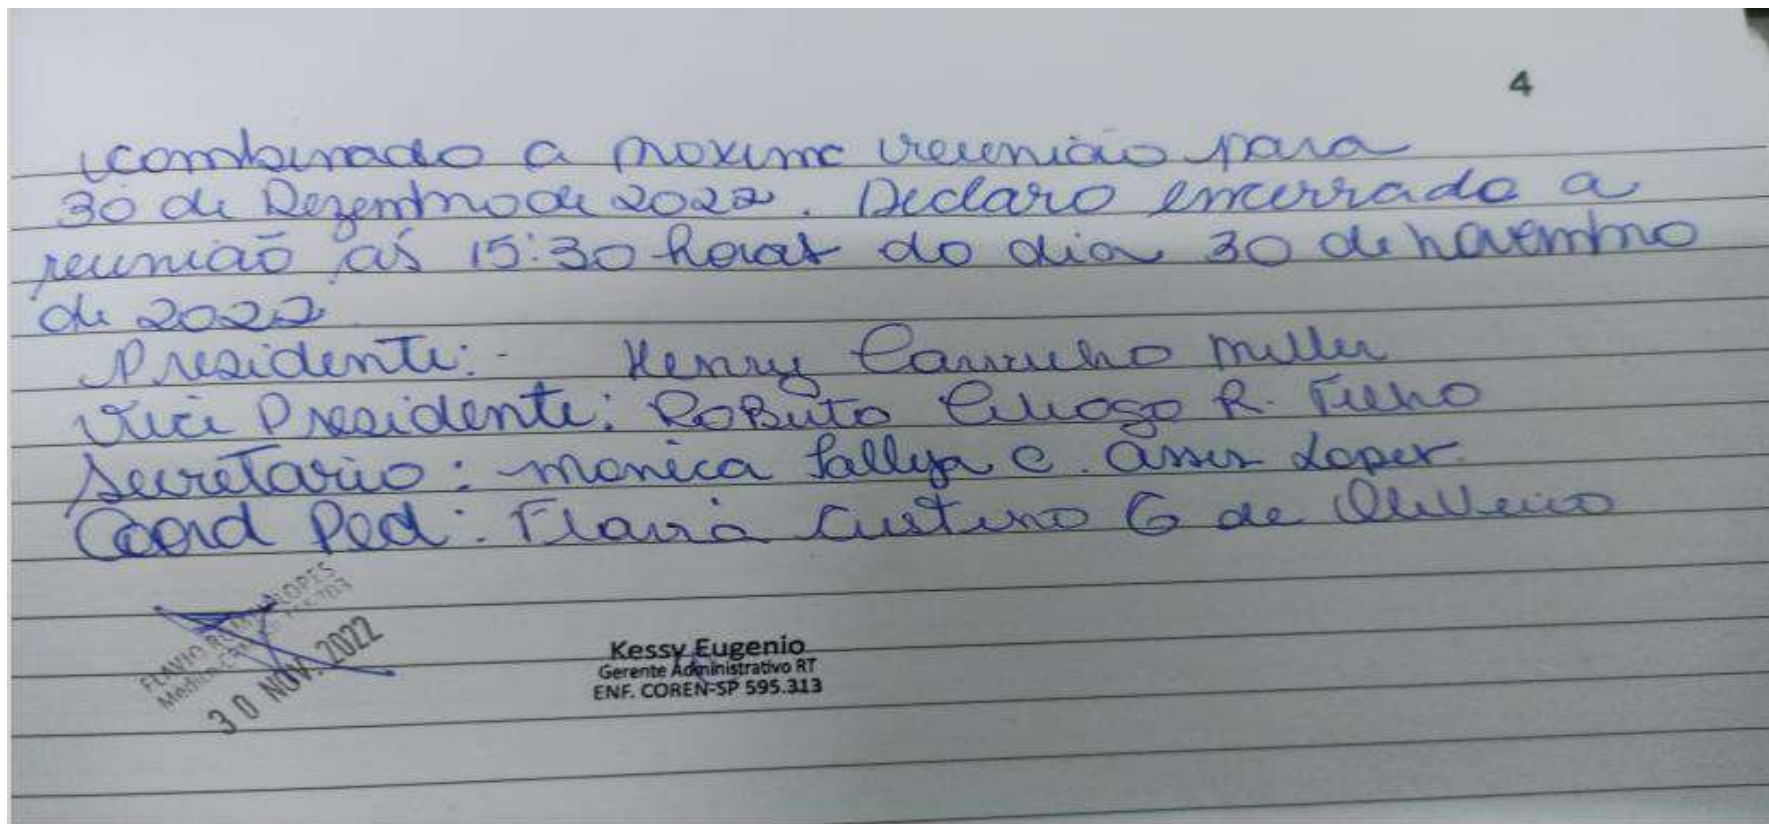 4
combinado a proxima reunião para
30 de Dezembro de 2022. Declaro encerrada a
reunião às 15:30 horas do dia 30 de novembro
de 2022
Presidente: - Henry Miller
Vice Presidente: Roberto R. Filho
Secretario: monica C. Assis Lopes
Coord Ped: Flavia G de Oliveira
FLAVIO LOPES
30 NOV. 2022
Kessy Eugenio
Gerente Administrativo RT
ENF. COREN-SP 595.313